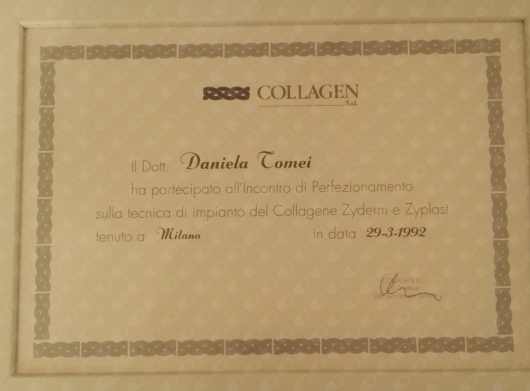 COLLAGEN
S.r.l.
Il Dott. Daniela Tomei
ha partecipato all'Incontro di Perfezionamento
sulla tecnica di impianto del Collagene Zyderm e Zyplast
tenuto a Milano in data 29-3-1992